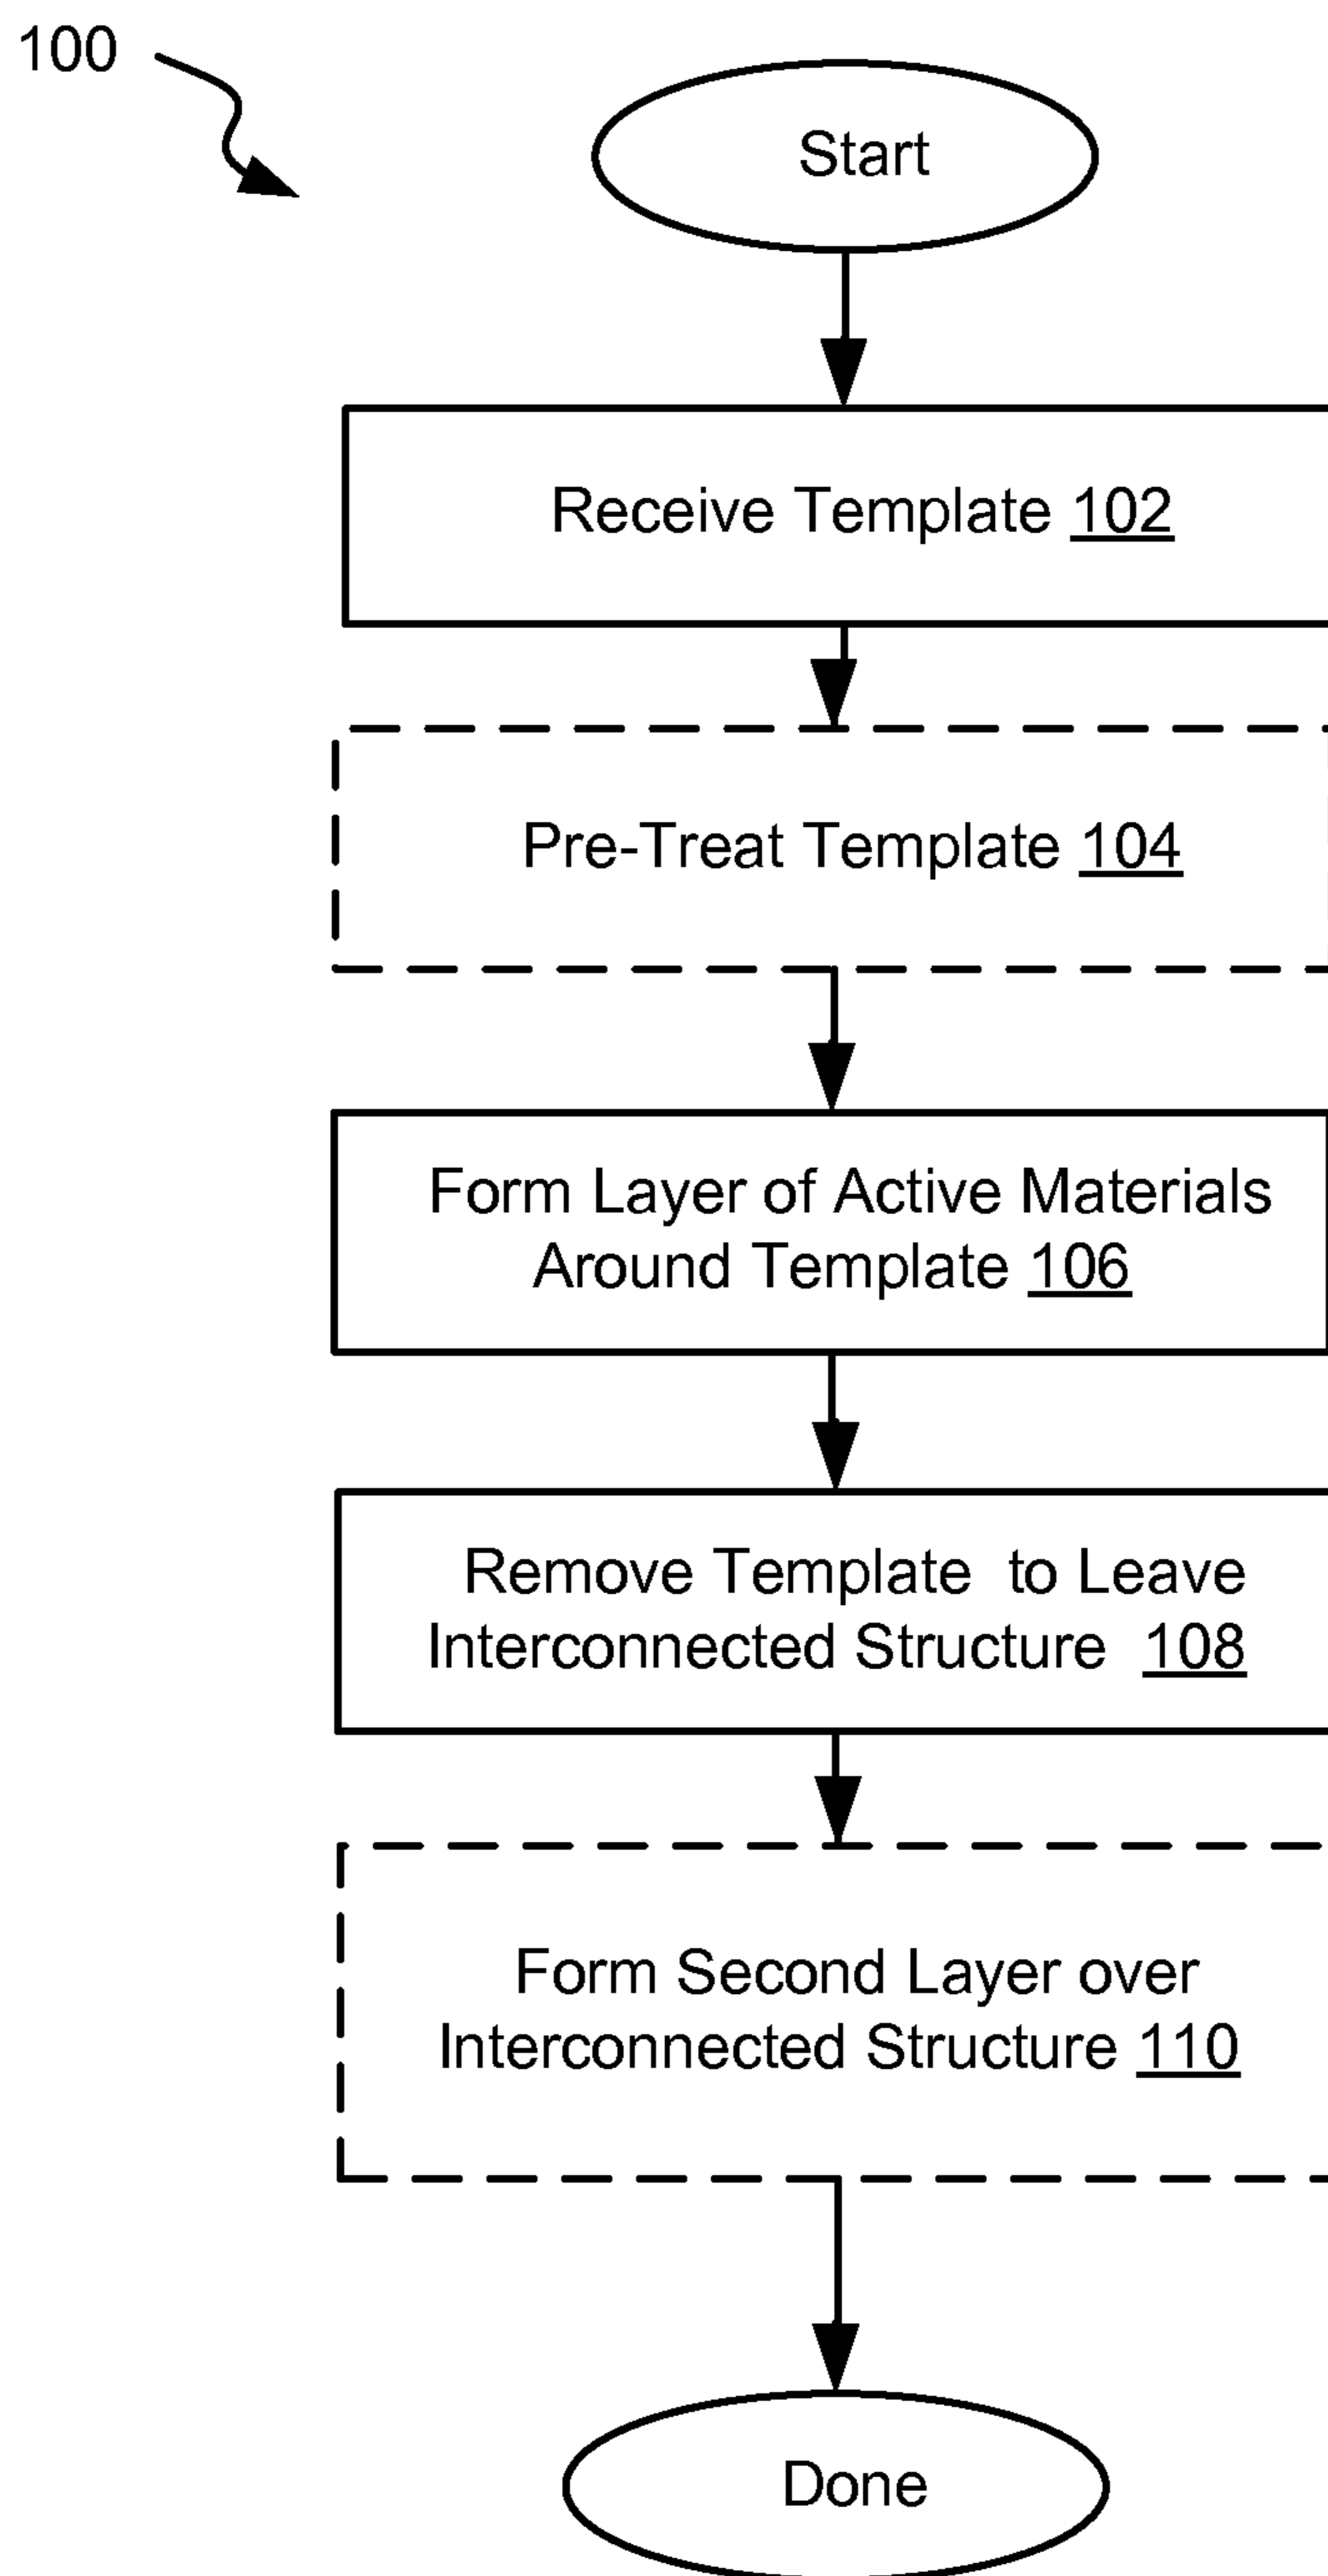 100
Start
Receive Template 102
Pre-Treat Template 104
Form Layer of Active Materials
Around Template 106
Remove Template  to Leave
Interconnected Structure  108
Form Second Layer over
Interconnected Structure 110
Done